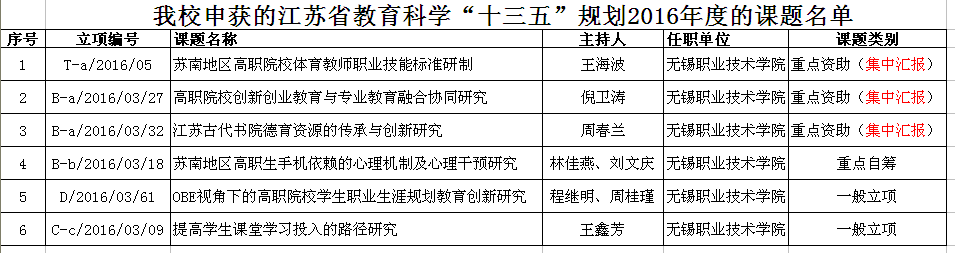 我校申获的江苏省教育科学“十三五”规划2016年度的课题名单
序号 立项编号 课题名称 主持人 任职单位 课题类别
1 T-a/2016/05 苏南地区高职院校体育教师职业技能标准研制 王海波 无锡职业技术学院 重点资助（集中汇报）
2 B-a/2016/03/27 高职院校创新创业教育与专业教育融合协同研究 倪卫涛 无锡职业技术学院 重点资助（集中汇报）
3 B-a/2016/03/32 江苏古代书院德育资源的传承与创新研究 周春兰 无锡职业技术学院 重点资助（集中汇报）
4 B-b/2016/03/18 苏南地区高职生手机依赖的心理机制及心理干预研究 林佳燕、刘文庆 无锡职业技术学院 重点自筹
5 D/2016/03/61 OBE视角下的高职院校学生职业生涯规划教育创新研究 程继明、周桂瑾 无锡职业技术学院 一般立项
6 C-c/2016/03/09 提高学生课堂学习投入的路径研究 王鑫芳 无锡职业技术学院 一般立项